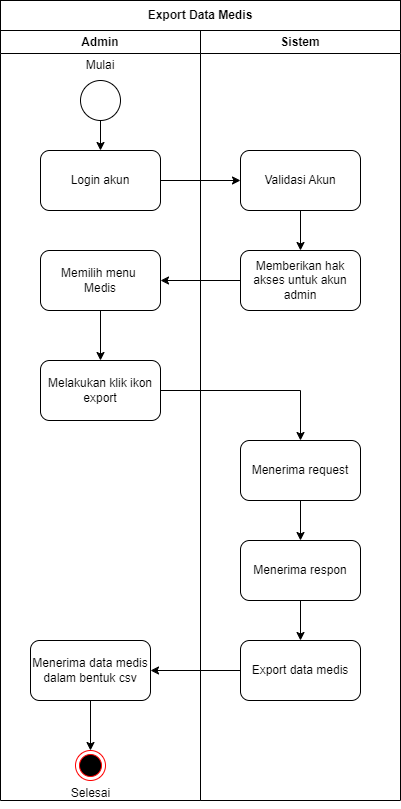 Export Data Medis
Admin
Sistem
Mulai
Login akun
Validasi Akun
Memberikan hak
akses untuk akun
admin
Memilih menu
Medis
Melakukan klik ikon
export
Menerima request
Menerima respon
Export data medis
Menerima data medis
dalam bentuk csv
Selesai